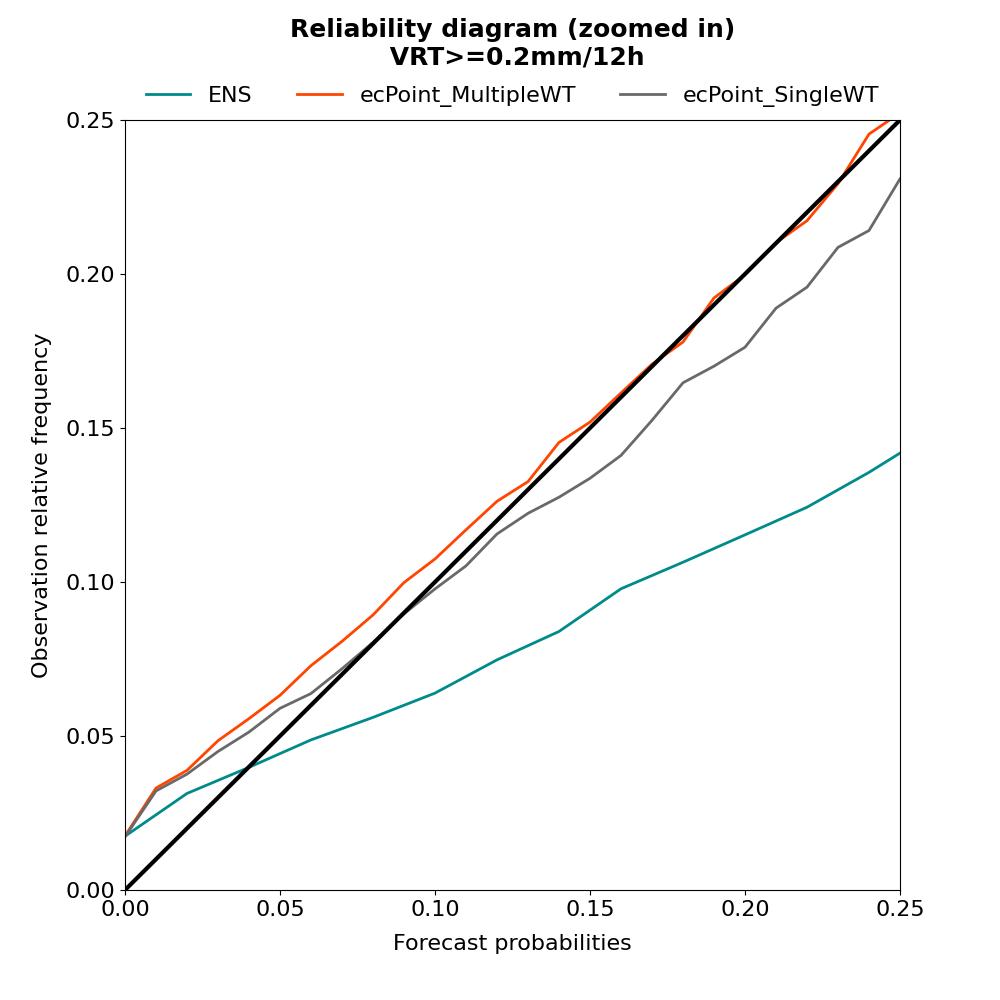 Reliability diagram (zoomed in)
VRT>=0.2mm/12h
ENS ecPoint_MultipleWT ecPoint_SingleWT
0.25
0.20
0.15
0.10
0.05
0.00
Observation relative frequency
0.00 0.05 0.10 0.15 0.20 0.25
Forecast probabilities